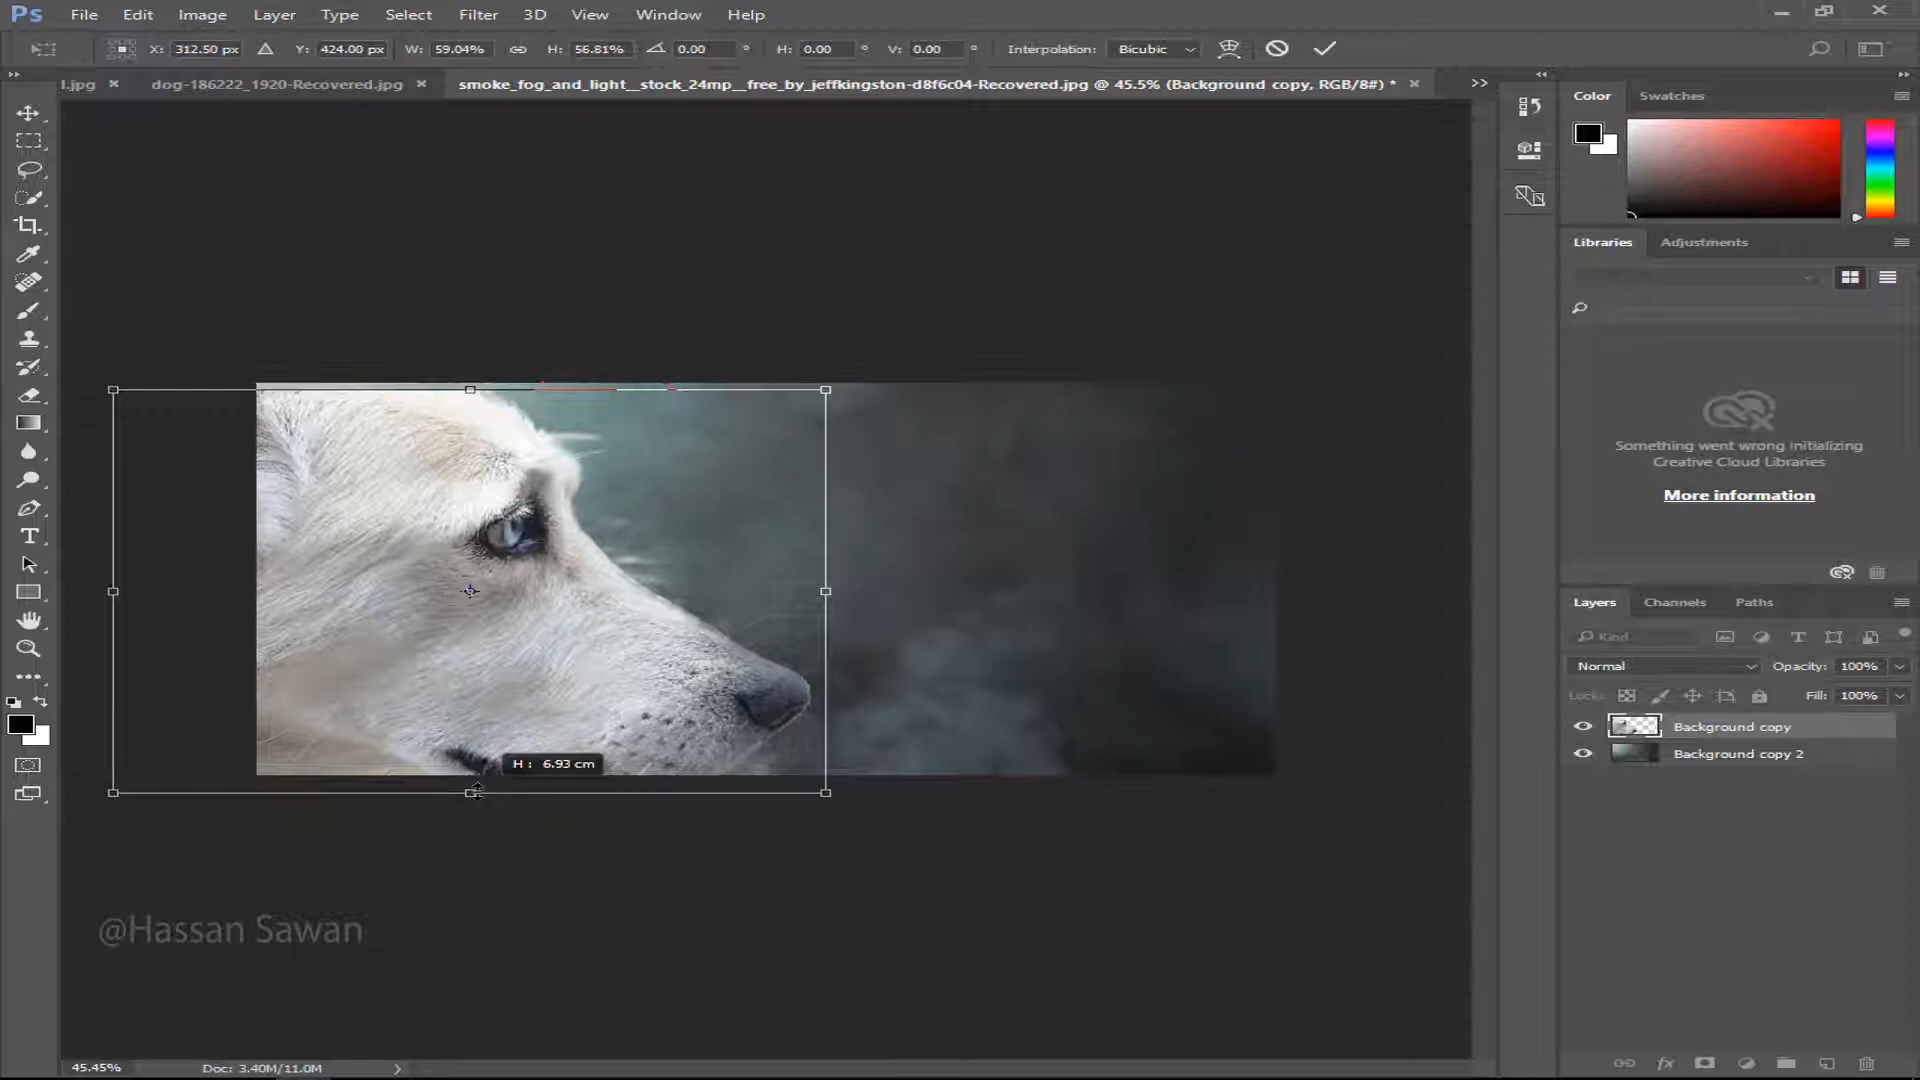 Ps File Edit Image Layer Type Select Filter 3D View Window Help
X: 312.50 px Y: 424.00 px W: 59.04% H: 56.81% 0.00 ° H: 0.00 ° V: 0.00 ° Interpolation: Bicubic
l.jpg × dog-186222_1920-Recovered.jpg × smoke_fog_and_light__stock_24mp__free_by_jeffkingston-d8f6c04-Recovered.jpg @ 45.5% (Background copy, RGB/8#) * ×
Color Swatches
Libraries Adjustments
Something went wrong initializing
Creative Cloud Libraries
More information
Layers Channels Paths
Kind
Normal Opacity: 100%
Lock: Fill: 100%
Background copy
Background copy 2
H : 6.93 cm
@Hassan Sawan
45.45% Doc: 3.40M/11.0M